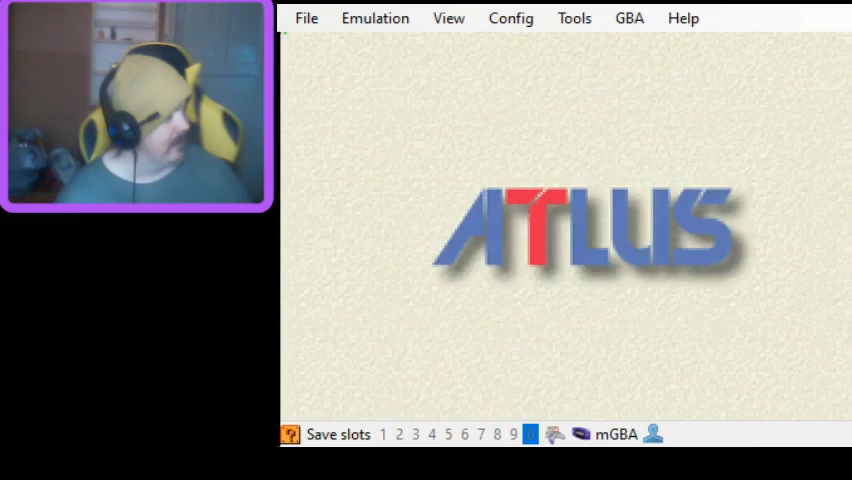 File Emulation View Config Tools GBA Help
ATLUS
Save slots 1 2 3 4 5 6 7 8 9 mGBA